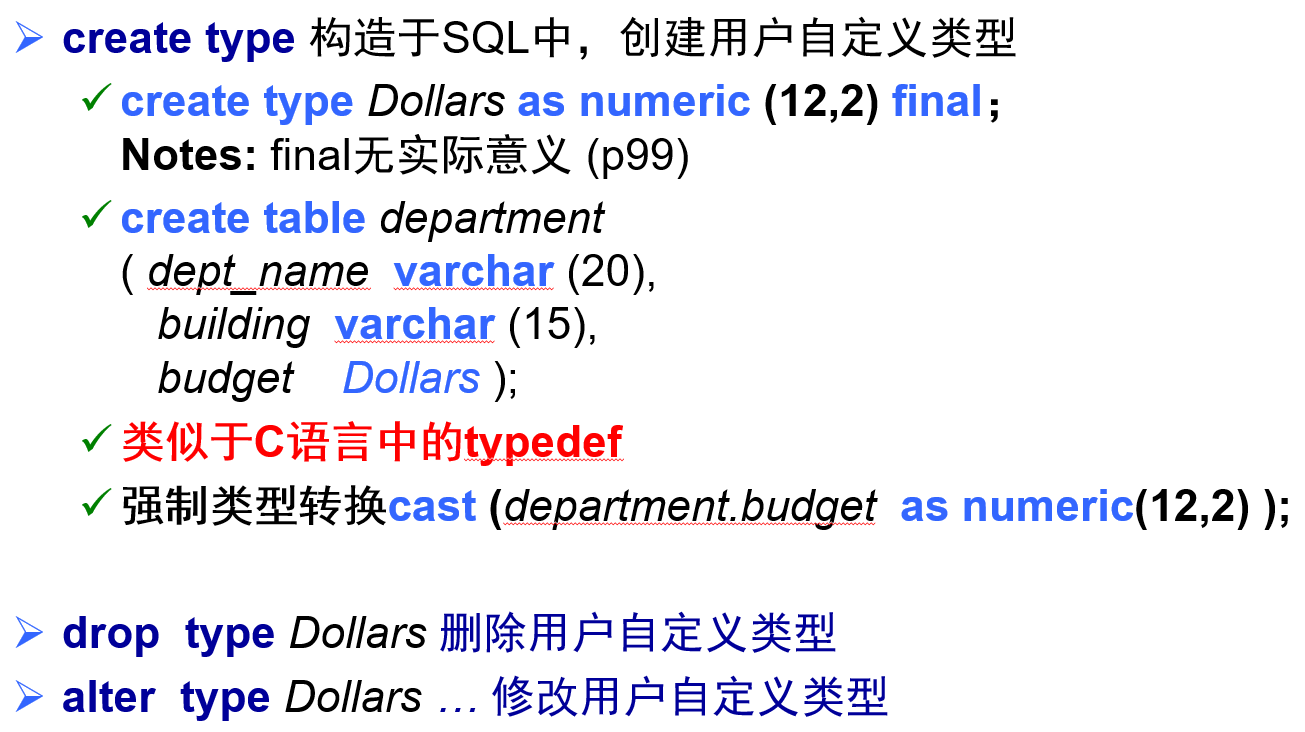 create type 构造于SQL中，创建用户自定义类型
create type Dollars as numeric (12,2) final；
Notes: final无实际意义 (p99)
create table department
( dept_name varchar (20),
building varchar (15),
budget Dollars );
类似于C语言中的typedef
强制类型转换cast (department.budget as numeric(12,2) );
drop type Dollars 删除用户自定义类型
alter type Dollars … 修改用户自定义类型